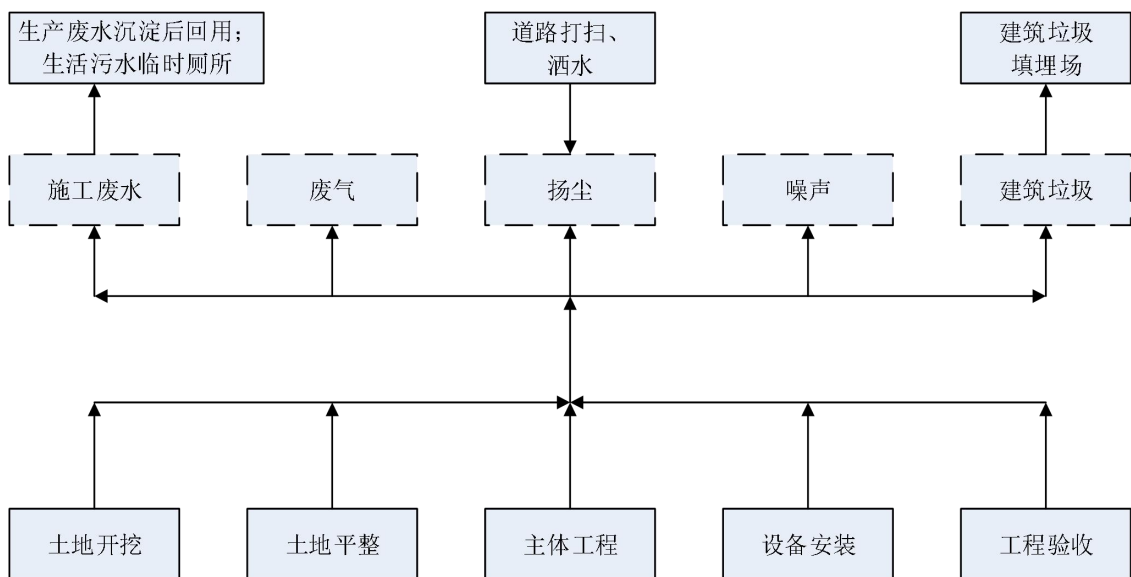 生产废水沉淀后回用；
生活污水临时厕所
道路打扫、
洒水
建筑垃圾
填埋场
施工废水
废气
扬尘
噪声
建筑垃圾
土地开挖
土地平整
主体工程
设备安装
工程验收